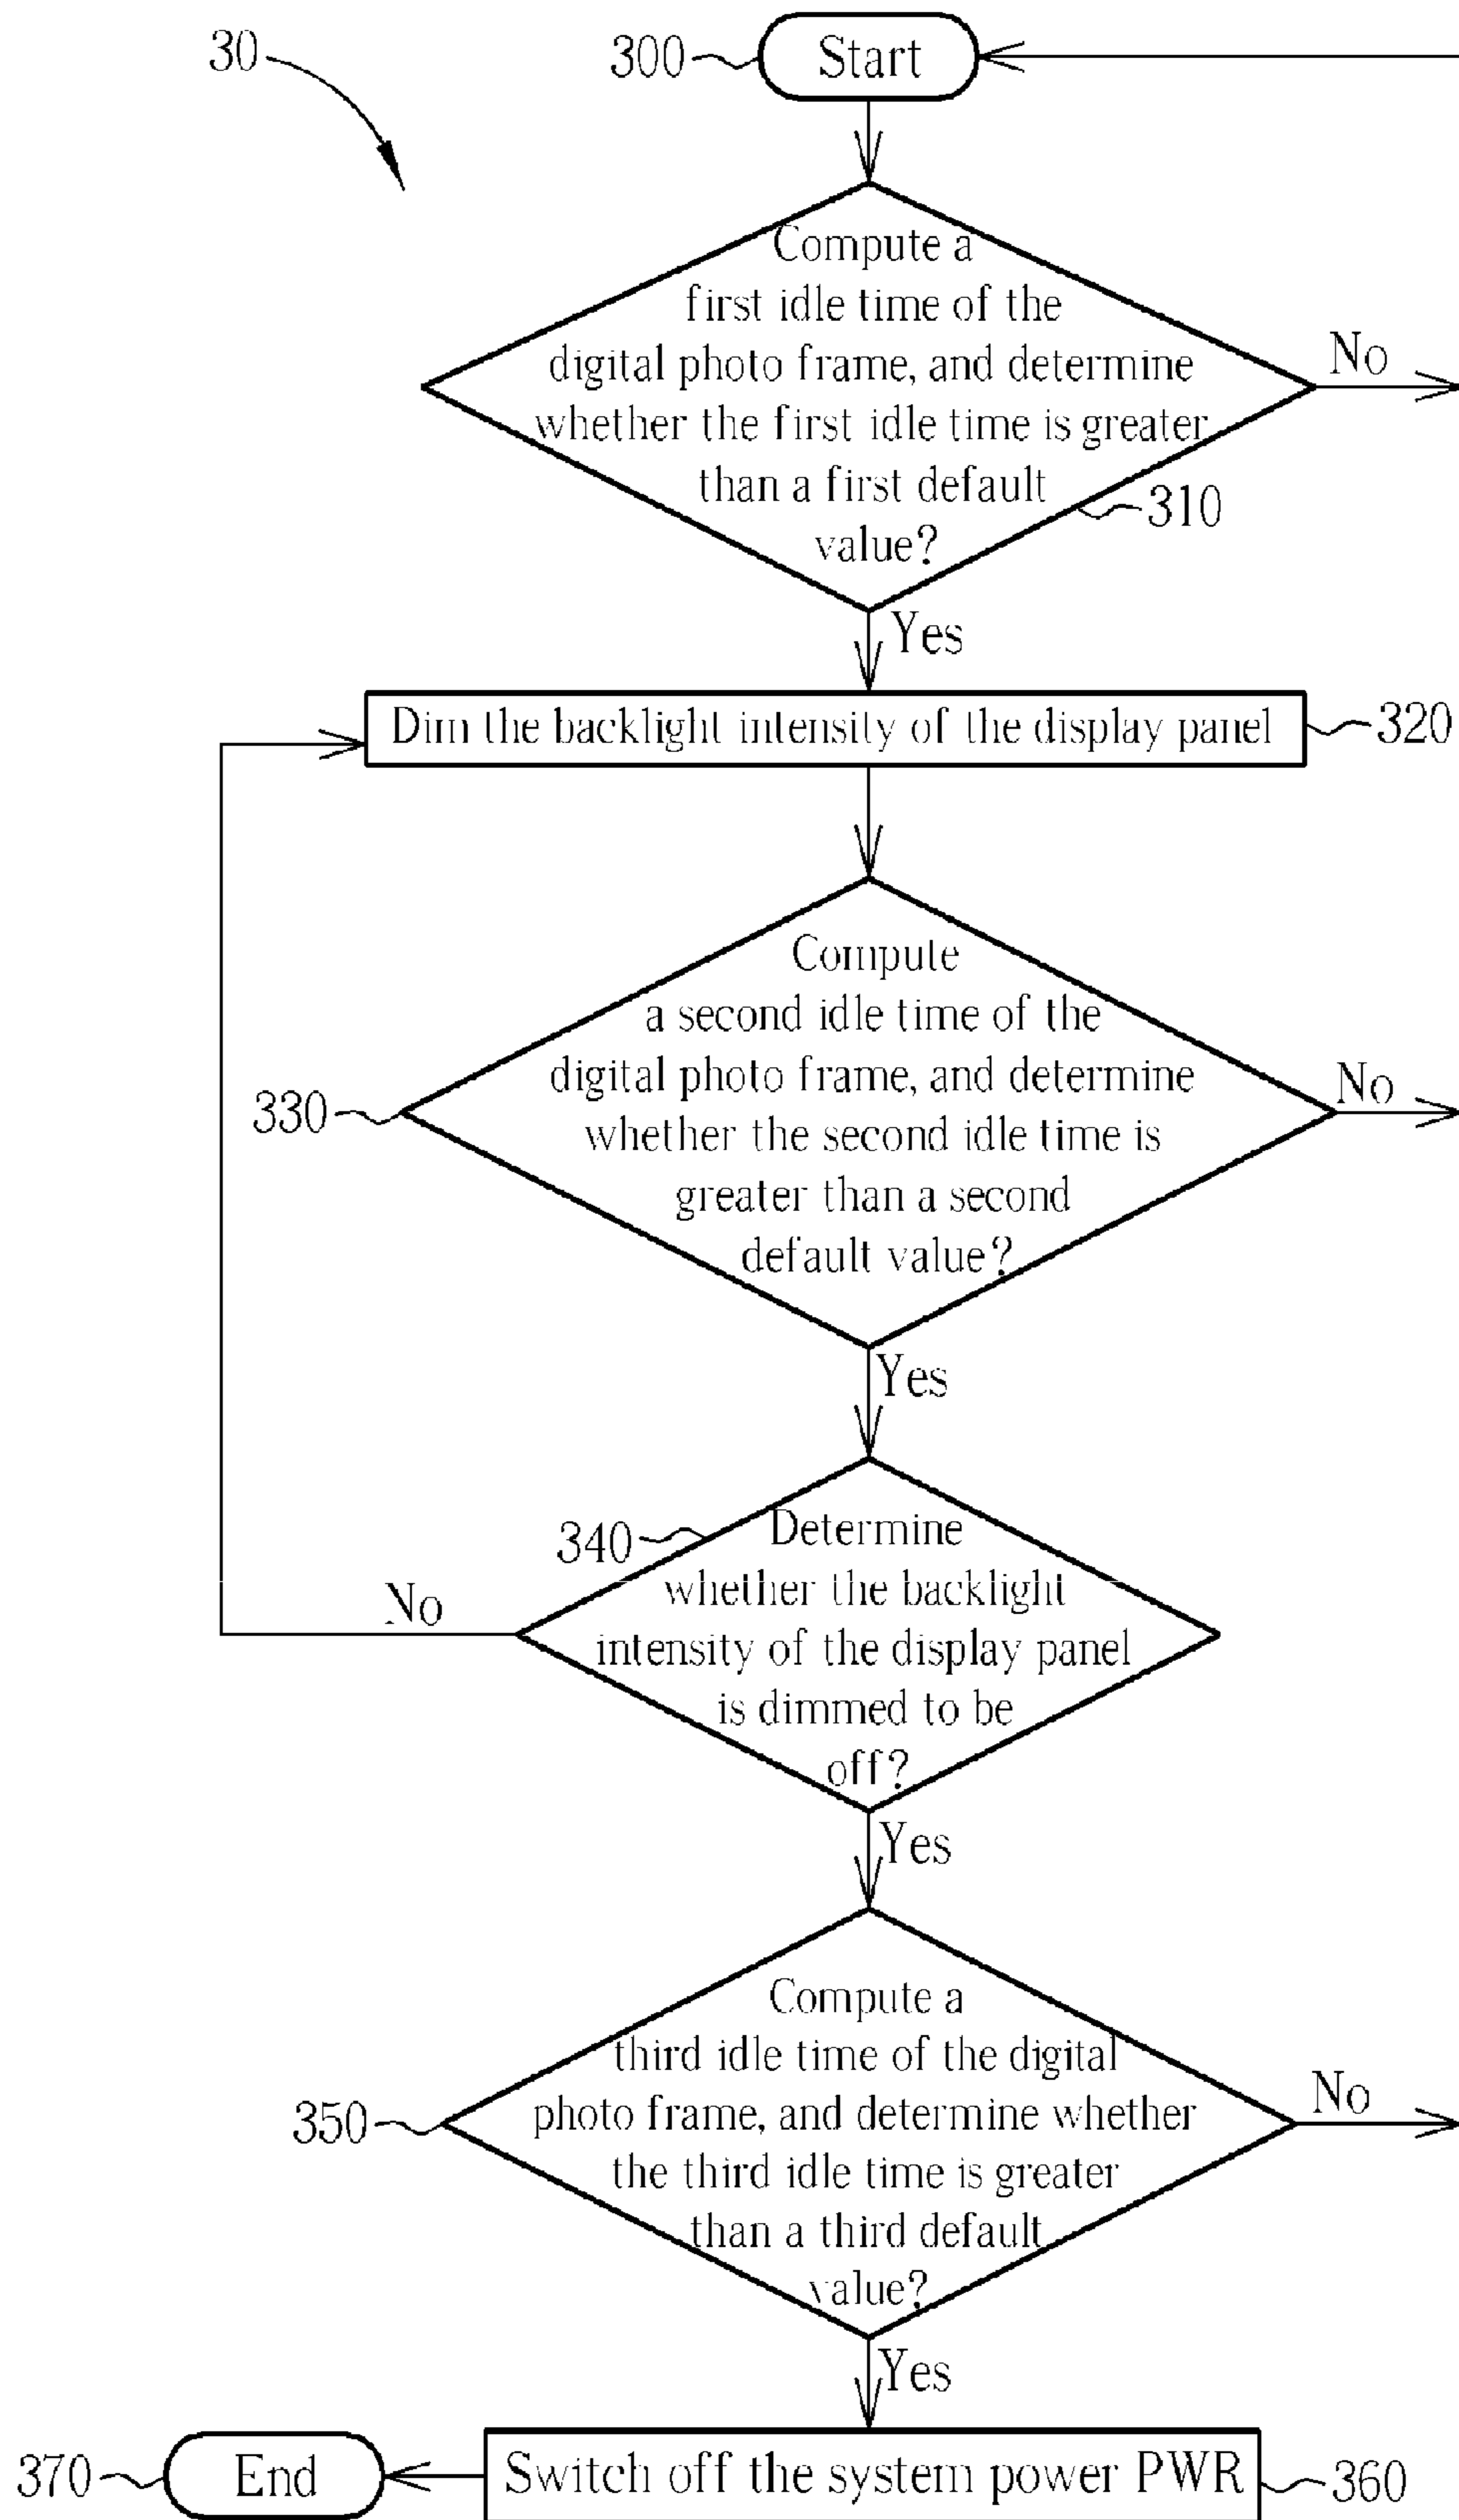 30
300
Start
Compute a
first idle time of the
digital photo frame, and determine
whether the first idle time is greater
than a first default
value?
No
310
Yes
Dim the backlight intensity of the display panel
320
Compute
a second idle time of the
digital photo frame, and determine
whether the second idle time is
greater than a second
default value?
330
No
Yes
340
Determine
whether the backlight
intensity of the display panel
is dimmed to be
off?
No
Yes
Compute a
third idle time of the digital
photo frame, and determine whether
the third idle time is greater
than a third default
value?
350
No
Yes
370
End
Switch off the system power PWR
360